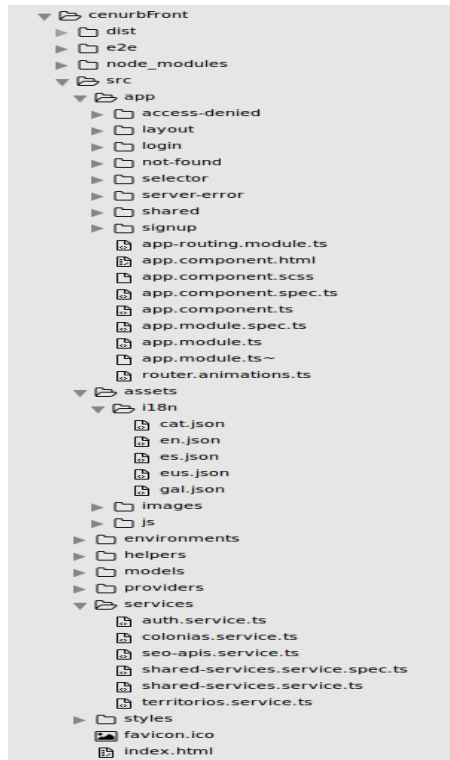 cenurbFront
dist
e2e
node_modules
src
app
access-denied
layout
login
not-found
selector
server-error
shared
signup
app-routing.module.ts
app.component.html
app.component.scss
app.component.spec.ts
app.component.ts
app.module.spec.ts
app.module.ts
app.module.ts~
router.animations.ts
assets
i18n
cat.json
en.json
es.json
eus.json
gal.json
images
js
environments
helpers
models
providers
services
auth.service.ts
colonias.service.ts
seo-apis.service.ts
shared-services.service.spec.ts
shared-services.service.ts
territorios.service.ts
styles
favicon.ico
index.html